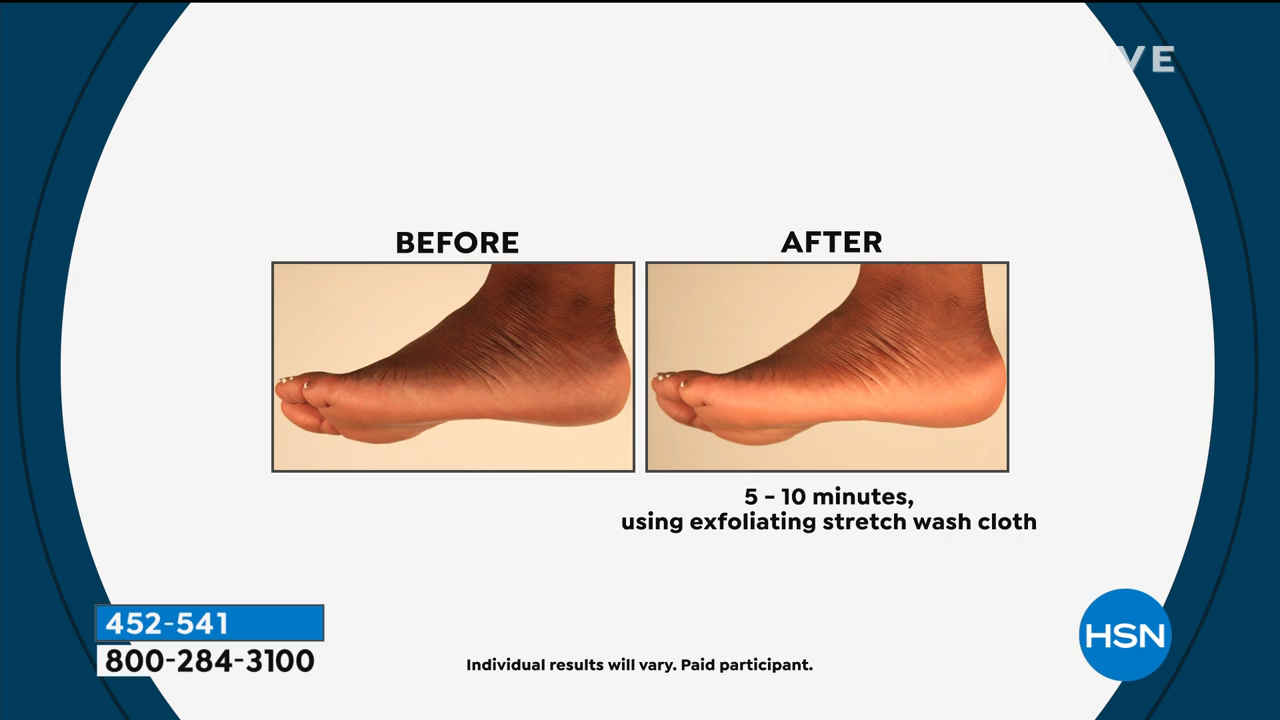 LIVE
BEFORE
AFTER
5 - 10 minutes,
using exfoliating stretch wash cloth
452-541
800-284-3100
Individual results will vary. Paid participant.
HSN